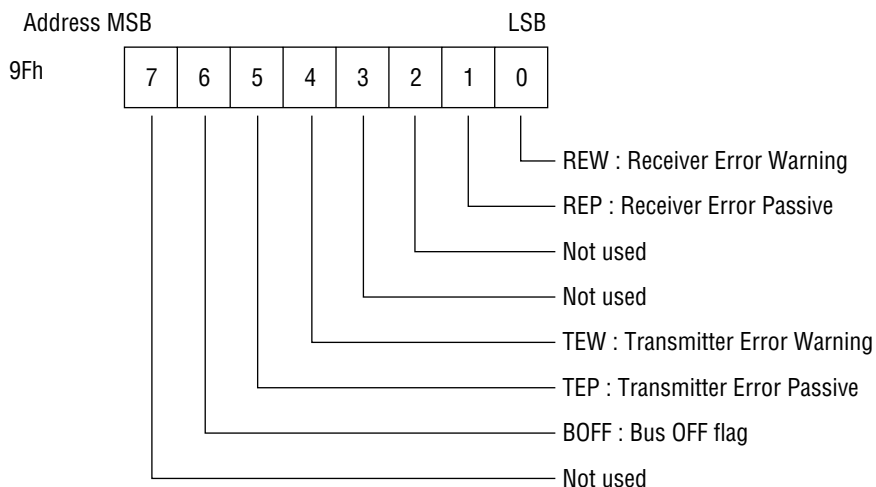 Address MSB LSB
9Fh 7 6 5 4 3 2 1 0
REW : Receiver Error Warning
REP : Receiver Error Passive
Not used
Not used
TEW : Transmitter Error Warning
TEP : Transmitter Error Passive
BOFF : Bus OFF flag
Not used